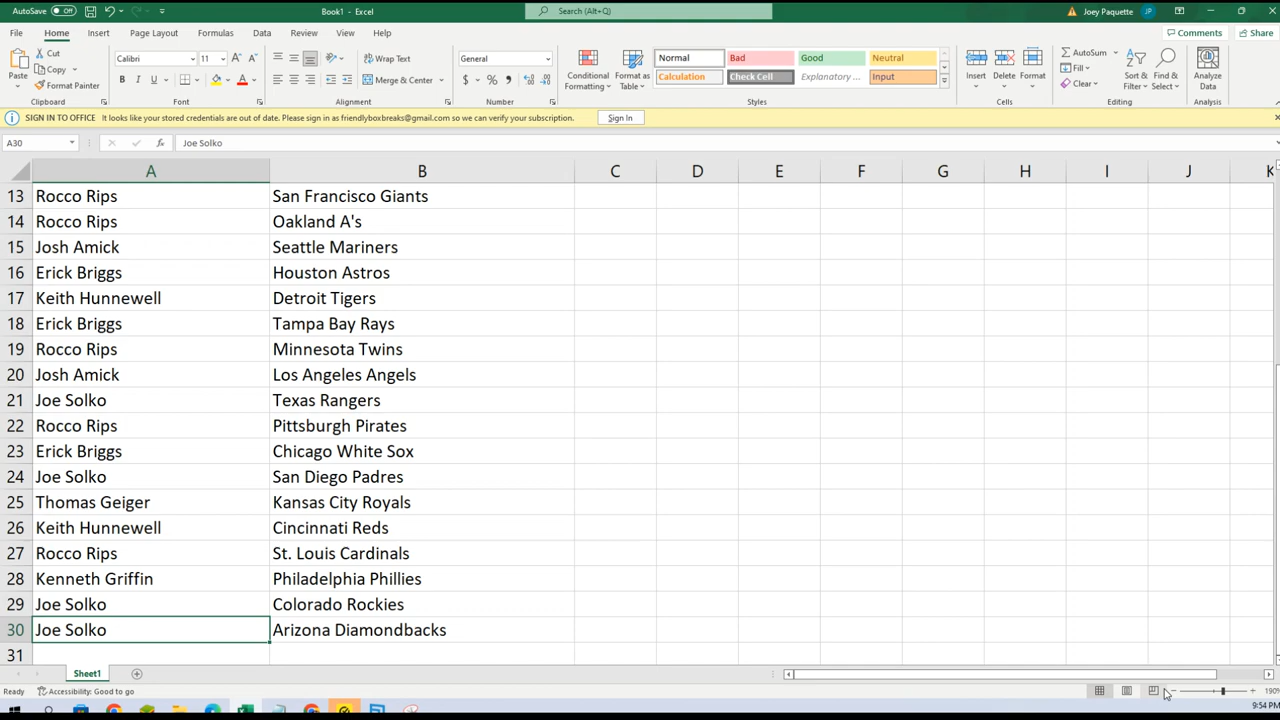 AutoSave Off Book1 - Excel Search (Alt+Q) Joey Paquette JP
File Home Insert Page Layout Formulas Data Review View Help Comments Share
Paste Cut Copy Format Painter Clipboard
Calibri 11 Font
Wrap Text Merge & Center Alignment
General Number
Conditional Formatting Format as Table
Normal Bad Good Neutral
Calculation Check Cell Explanatory ... Input
Styles
Insert Delete Format Cells
AutoSum Fill Clear Sort & Filter Find & Select Editing
Analyze Data Analysis
SIGN IN TO OFFICE It looks like your stored credentials are out of date. Please sign in as friendlyboxbreaks@gmail.com so we can verify your subscription. Sign In
A30 fx Joe Solko
A B C D E F G H I J K
13 Rocco Rips San Francisco Giants
14 Rocco Rips Oakland A's
15 Josh Amick Seattle Mariners
16 Erick Briggs Houston Astros
17 Keith Hunnewell Detroit Tigers
18 Erick Briggs Tampa Bay Rays
19 Rocco Rips Minnesota Twins
20 Josh Amick Los Angeles Angels
21 Joe Solko Texas Rangers
22 Rocco Rips Pittsburgh Pirates
23 Erick Briggs Chicago White Sox
24 Joe Solko San Diego Padres
25 Thomas Geiger Kansas City Royals
26 Keith Hunnewell Cincinnati Reds
27 Rocco Rips St. Louis Cardinals
28 Kenneth Griffin Philadelphia Phillies
29 Joe Solko Colorado Rockies
30 Joe Solko Arizona Diamondbacks
31
Sheet1
Ready Accessibility: Good to go 190%
9:54 PM